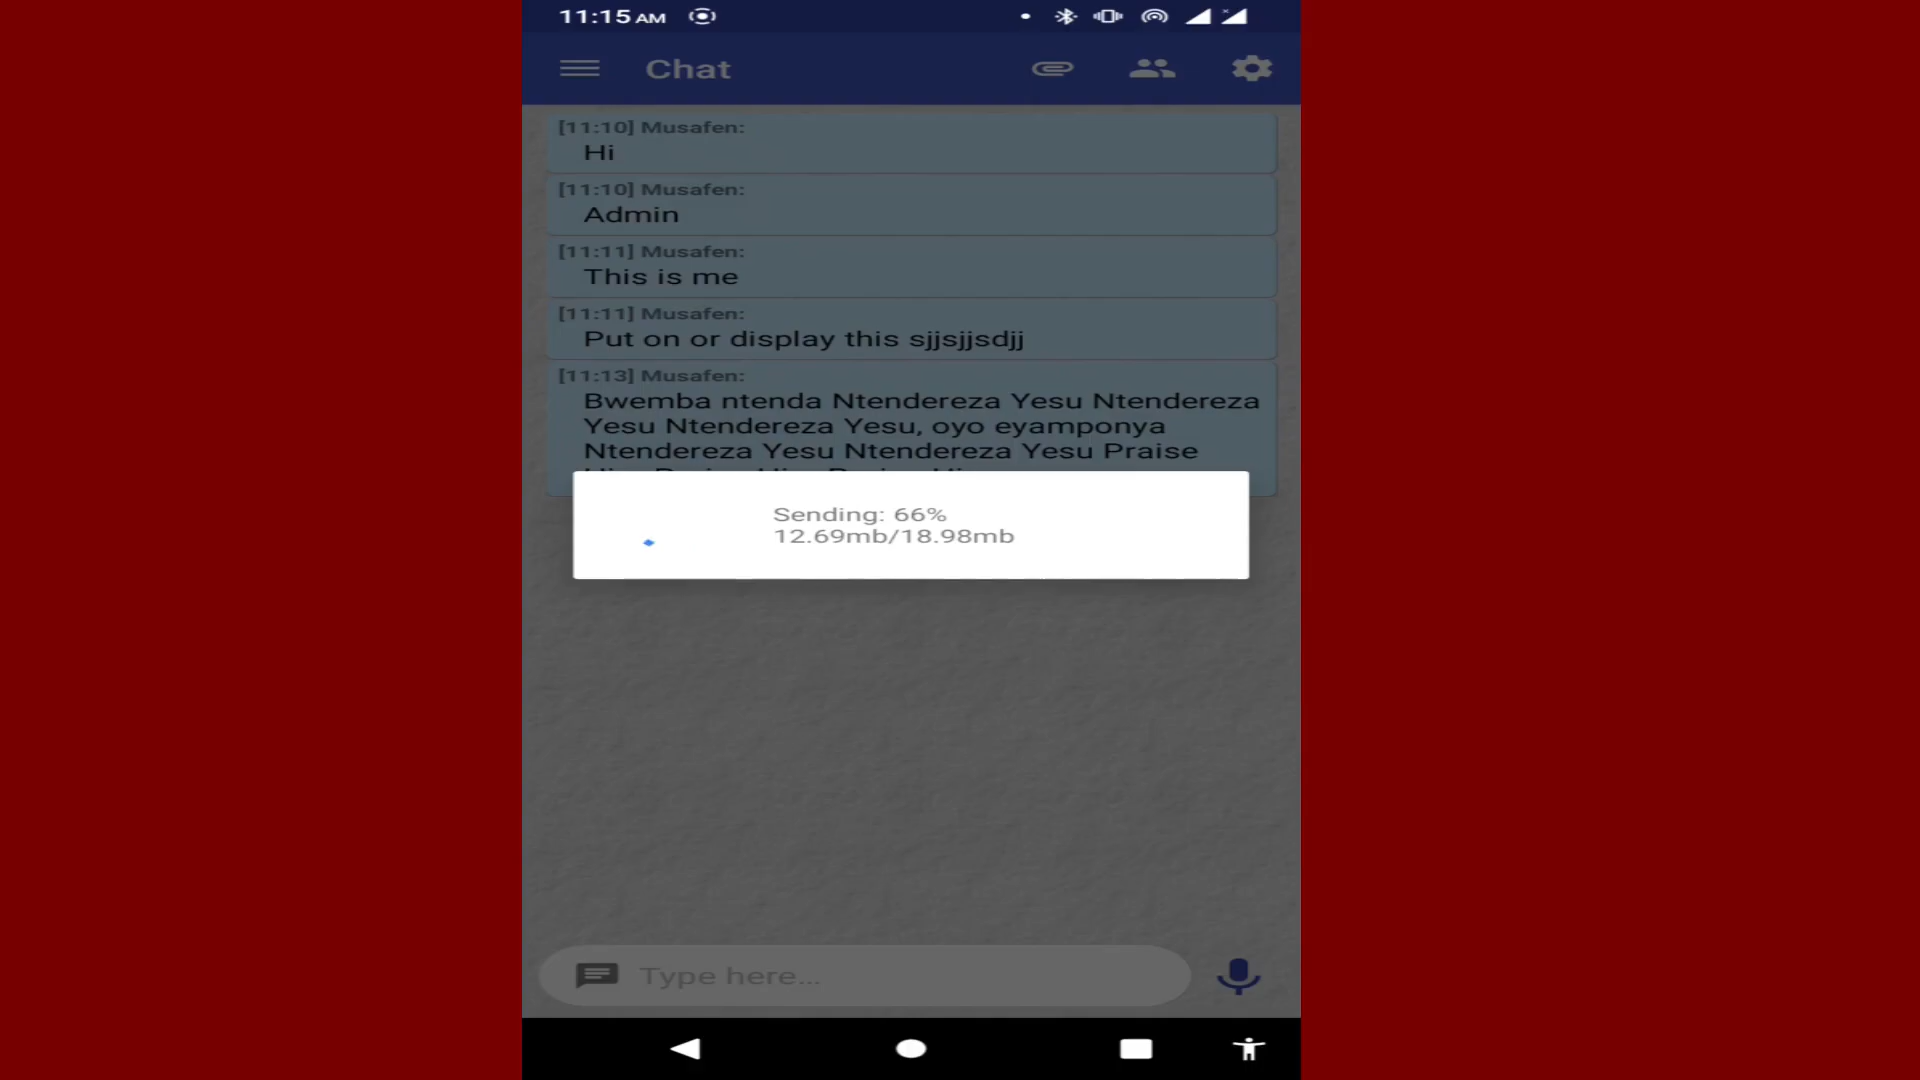 11:15 AM
Chat
[11:10] Musafen:
Hi
[11:10] Musafen:
Admin
[11:11] Musafen:
This is me
[11:11] Musafen:
Put on or display this sjjsjjsdjj
[11:13] Musafen:
Bwemba ntenda Ntendereza Yesu Ntendereza
Yesu Ntendereza Yesu, oyo eyamponya
Ntendereza Yesu Ntendereza Yesu Praise
Sending: 66%
12.69mb/18.98mb
Type here...